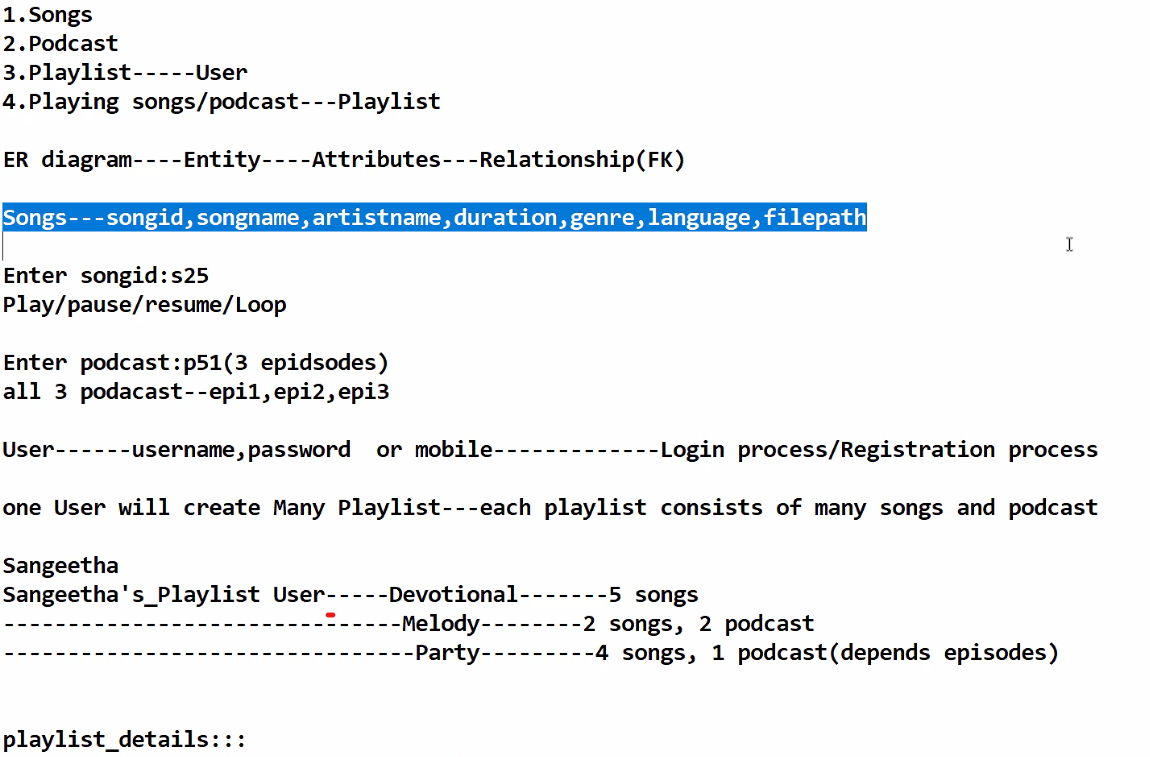 1.Songs
2.Podcast
3.Playlist-----User
4.Playing songs/podcast---Playlist
ER diagram----Entity----Attributes---Relationship(FK)
Songs---songid,songname,artistname,duration,genre,language,filepath
Enter songid:s25
Play/pause/resume/Loop
Enter podcast:p51(3 epidsodes)
all 3 podacast--epi1,epi2,epi3
User------username,password  or mobile-------------Login process/Registration process
one User will create Many Playlist---each playlist consists of many songs and podcast
Sangeetha
Sangeetha's_Playlist User-----Devotional-------5 songs
-------------------------------Melody--------2 songs, 2 podcast
--------------------------------Party---------4 songs, 1 podcast(depends episodes)
playlist_details:::